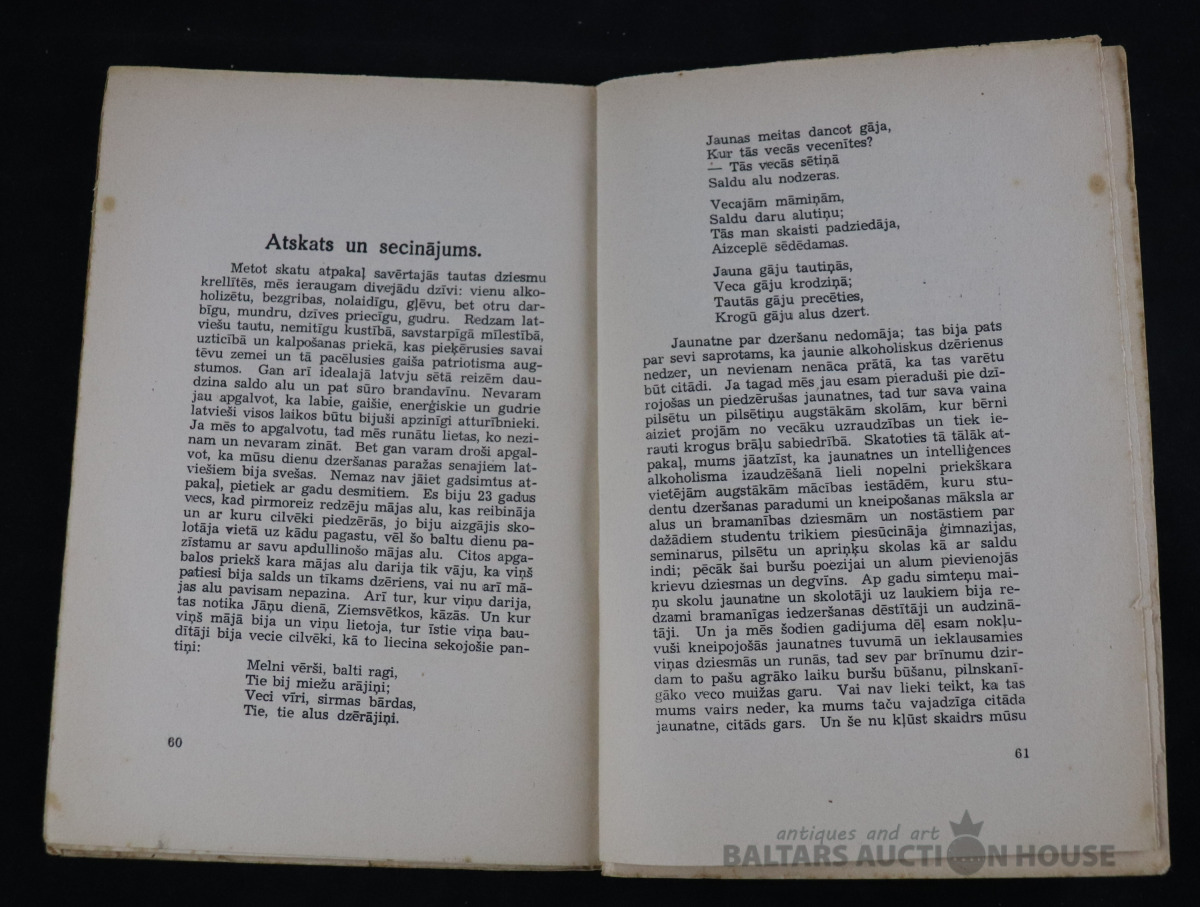 Atskats un secinājums.
Metot skatu atpakaļ savērtajās tautas dziesmu
krellītēs, mēs ieraugam divejādu dzīvi: vienu alko-
holizētu, bezgribas, nolaidīgu, gļēvu, bet otru dar-
bīgu, mundru, dzīves priecīgu, gudru. Redzam lat-
viešu tautu, nemitīgu kustībā, savstarpīgā mīlestībā,
uzticībā un kalpošanas priekā, kas pieķērusies savai
tēvu zemei un tā pacēlusies gaiša patriotisma aug-
stumos. Gan arī idealajā latvju sētā reizēm dau-
dzina saldo alu un pat sūro brandavīnu. Nevaram
jau apgalvot, ka labie, gaišie, enerģiskie un gudrie
latvieši visos laikos būtu bijuši apzinīgi atturībnieki.
Ja mēs to apgalvotu, tad mēs runātu lietas, ko nezi-
nam un nevaram zināt. Bet gan varam droši apgal-
vot, ka mūsu dienu dzeršanas paražas senajiem lat-
viešiem bija svešas. Nemaz nav jāiet gadsimtus at-
pakaļ, pietiek ar gadu desmitiem. Es biju 23 gadus
vecs, kad pirmoreiz redzēju mājas alu, kas reibināja
un ar kuru cilvēki piedzērās, jo biju aizgājis sko-
lotāja vietā uz kādu pagastu, vēl šo baltu dienu pa-
zīstamu ar savu apdullinošo mājas alu. Citos apga-
balos priekš kara mājas alu darija tik vāju, ka viņš
patiesi bija salds un tīkams dzēriens, vai nu arī mā-
jas alu pavisam nepazina. Arī tur, kur viņu darija,
tas notika Jāņu dienā, Ziemsvētkos, kāzās. Un kur
viņš mājā bija un viņu lietoja, tur īstie viņa bau-
dītāji bija vecie cilvēki, kā to liecina sekojošie pan-
tiņi:
Melni vērši, balti ragi,
Tie bij miežu arājiņi;
Veci vīri, sirmas bārdas,
Tie, tie alus dzērājiņi.
60
Jaunas meitas dancot gāja,
Kur tās vecās vecenītes?
— Tās vecās sētiņā
Saldu alu nodzeras.
Vecajām māmiņām,
Saldu daru alutiņu;
Tās man skaisti padziedāja,
Aizceplē sēdēdamas.
Jauna gāju tautiņās,
Veca gāju krodziņā;
Tautās gāju precēties,
Krogū gāju alus dzert.
Jaunatne par dzeršanu nedomāja; tas bija pats
par sevi saprotams, ka jaunie alkoholiskus dzērienus
nedzer, un nevienam nenāca prātā, ka tas varētu
būt citādi. Ja tagad mēs jau esam pieraduši pie dzī-
rojošas un piedzērušas jaunatnes, tad tur sava vaina
pilsētu un pilsētiņu augstākām skolām, kur bērni
aiziet projām no vecāku uzraudzības un tiek ie-
rauti krogus brāļu sabiedrībā. Skatoties tā tālāk at-
pakaļ, mums jāatzīst, ka jaunatnes un intelliģences
alkoholisma izaudzēšanā lieli nopelni priekškara
vietējām augstākām mācības iestādēm, kuru stu-
dentu dzeršanas paradumi un kneipošanas māksla ar
alus un bramanības dziesmām un nostāstiem par
dažādiem studentu trikiem piesūcināja ģimnazijas,
seminarus, pilsētu un apriņķu skolas kā ar saldu
indi; pēcāk šai buršu poezijai un alum pievienojās
krievu dziesmas un degvīns. Ap gadu simteņu mai-
ņu skolu jaunatne un skolotāji uz laukiem bija re-
dzami bramanīgas iedzeršanas dēstītāji un audzinā-
tāji. Un ja mēs šodien gadijuma dēļ esam nokļu-
vuši kneipojošās jaunatnes tuvumā un ieklausamies
viņas dziesmās un runās, tad sev par brīnumu dzir-
dam to pašu agrāko laiku buršu būšanu, pilnskanī-
gāko veco muižas garu. Vai nav lieki teikt, ka tas
mums vairs neder, ka mums taču vajadzīga citāda
jaunatne, citāds gars. Un še nu kļūst skaidrs mūsu
61
antiques and art
BALTARS AUCTION HOUSE